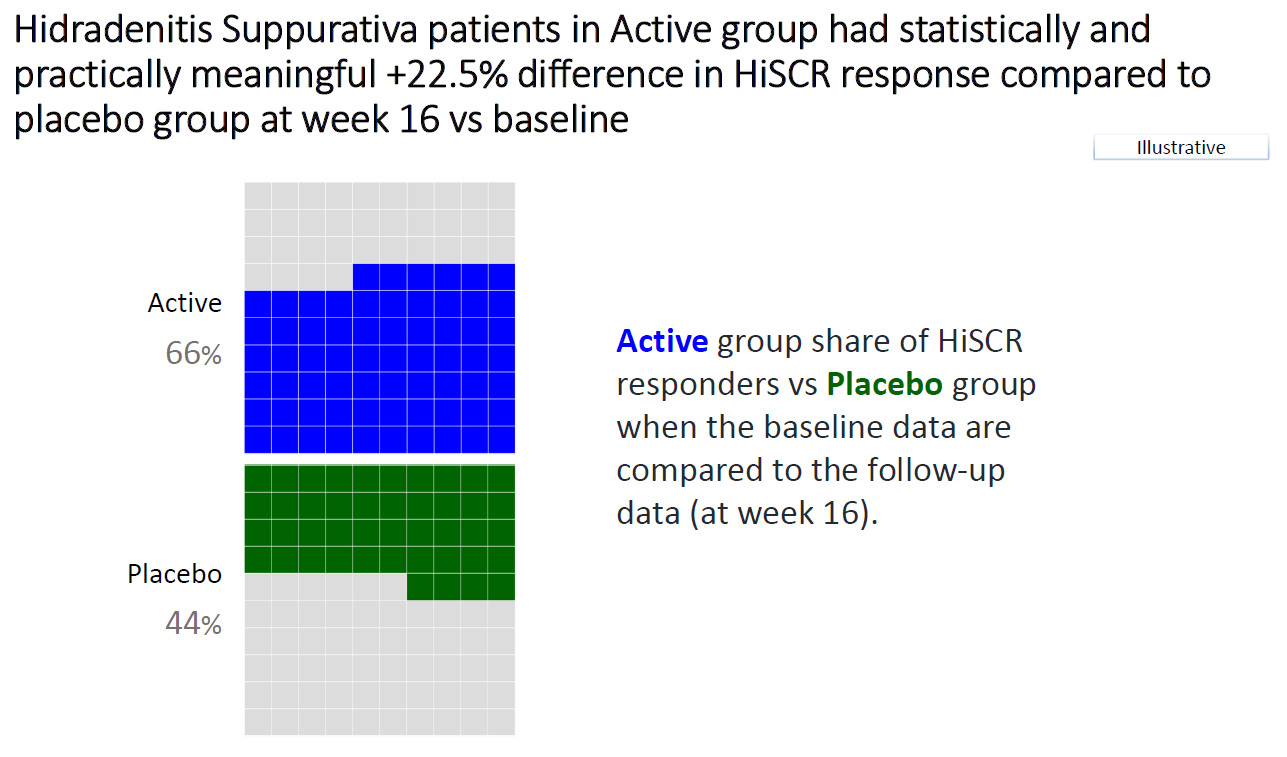 Hidradenitis Suppurativa patients in Active group had statistically and
practically meaningful +22.5% difference in HiSCR response compared to
placebo group at week 16 vs baseline
Illustrative
Active
66%
Placebo
44%
Active group share of HiSCR
responders vs Placebo group
when the baseline data are
compared to the follow-up
data (at week 16).